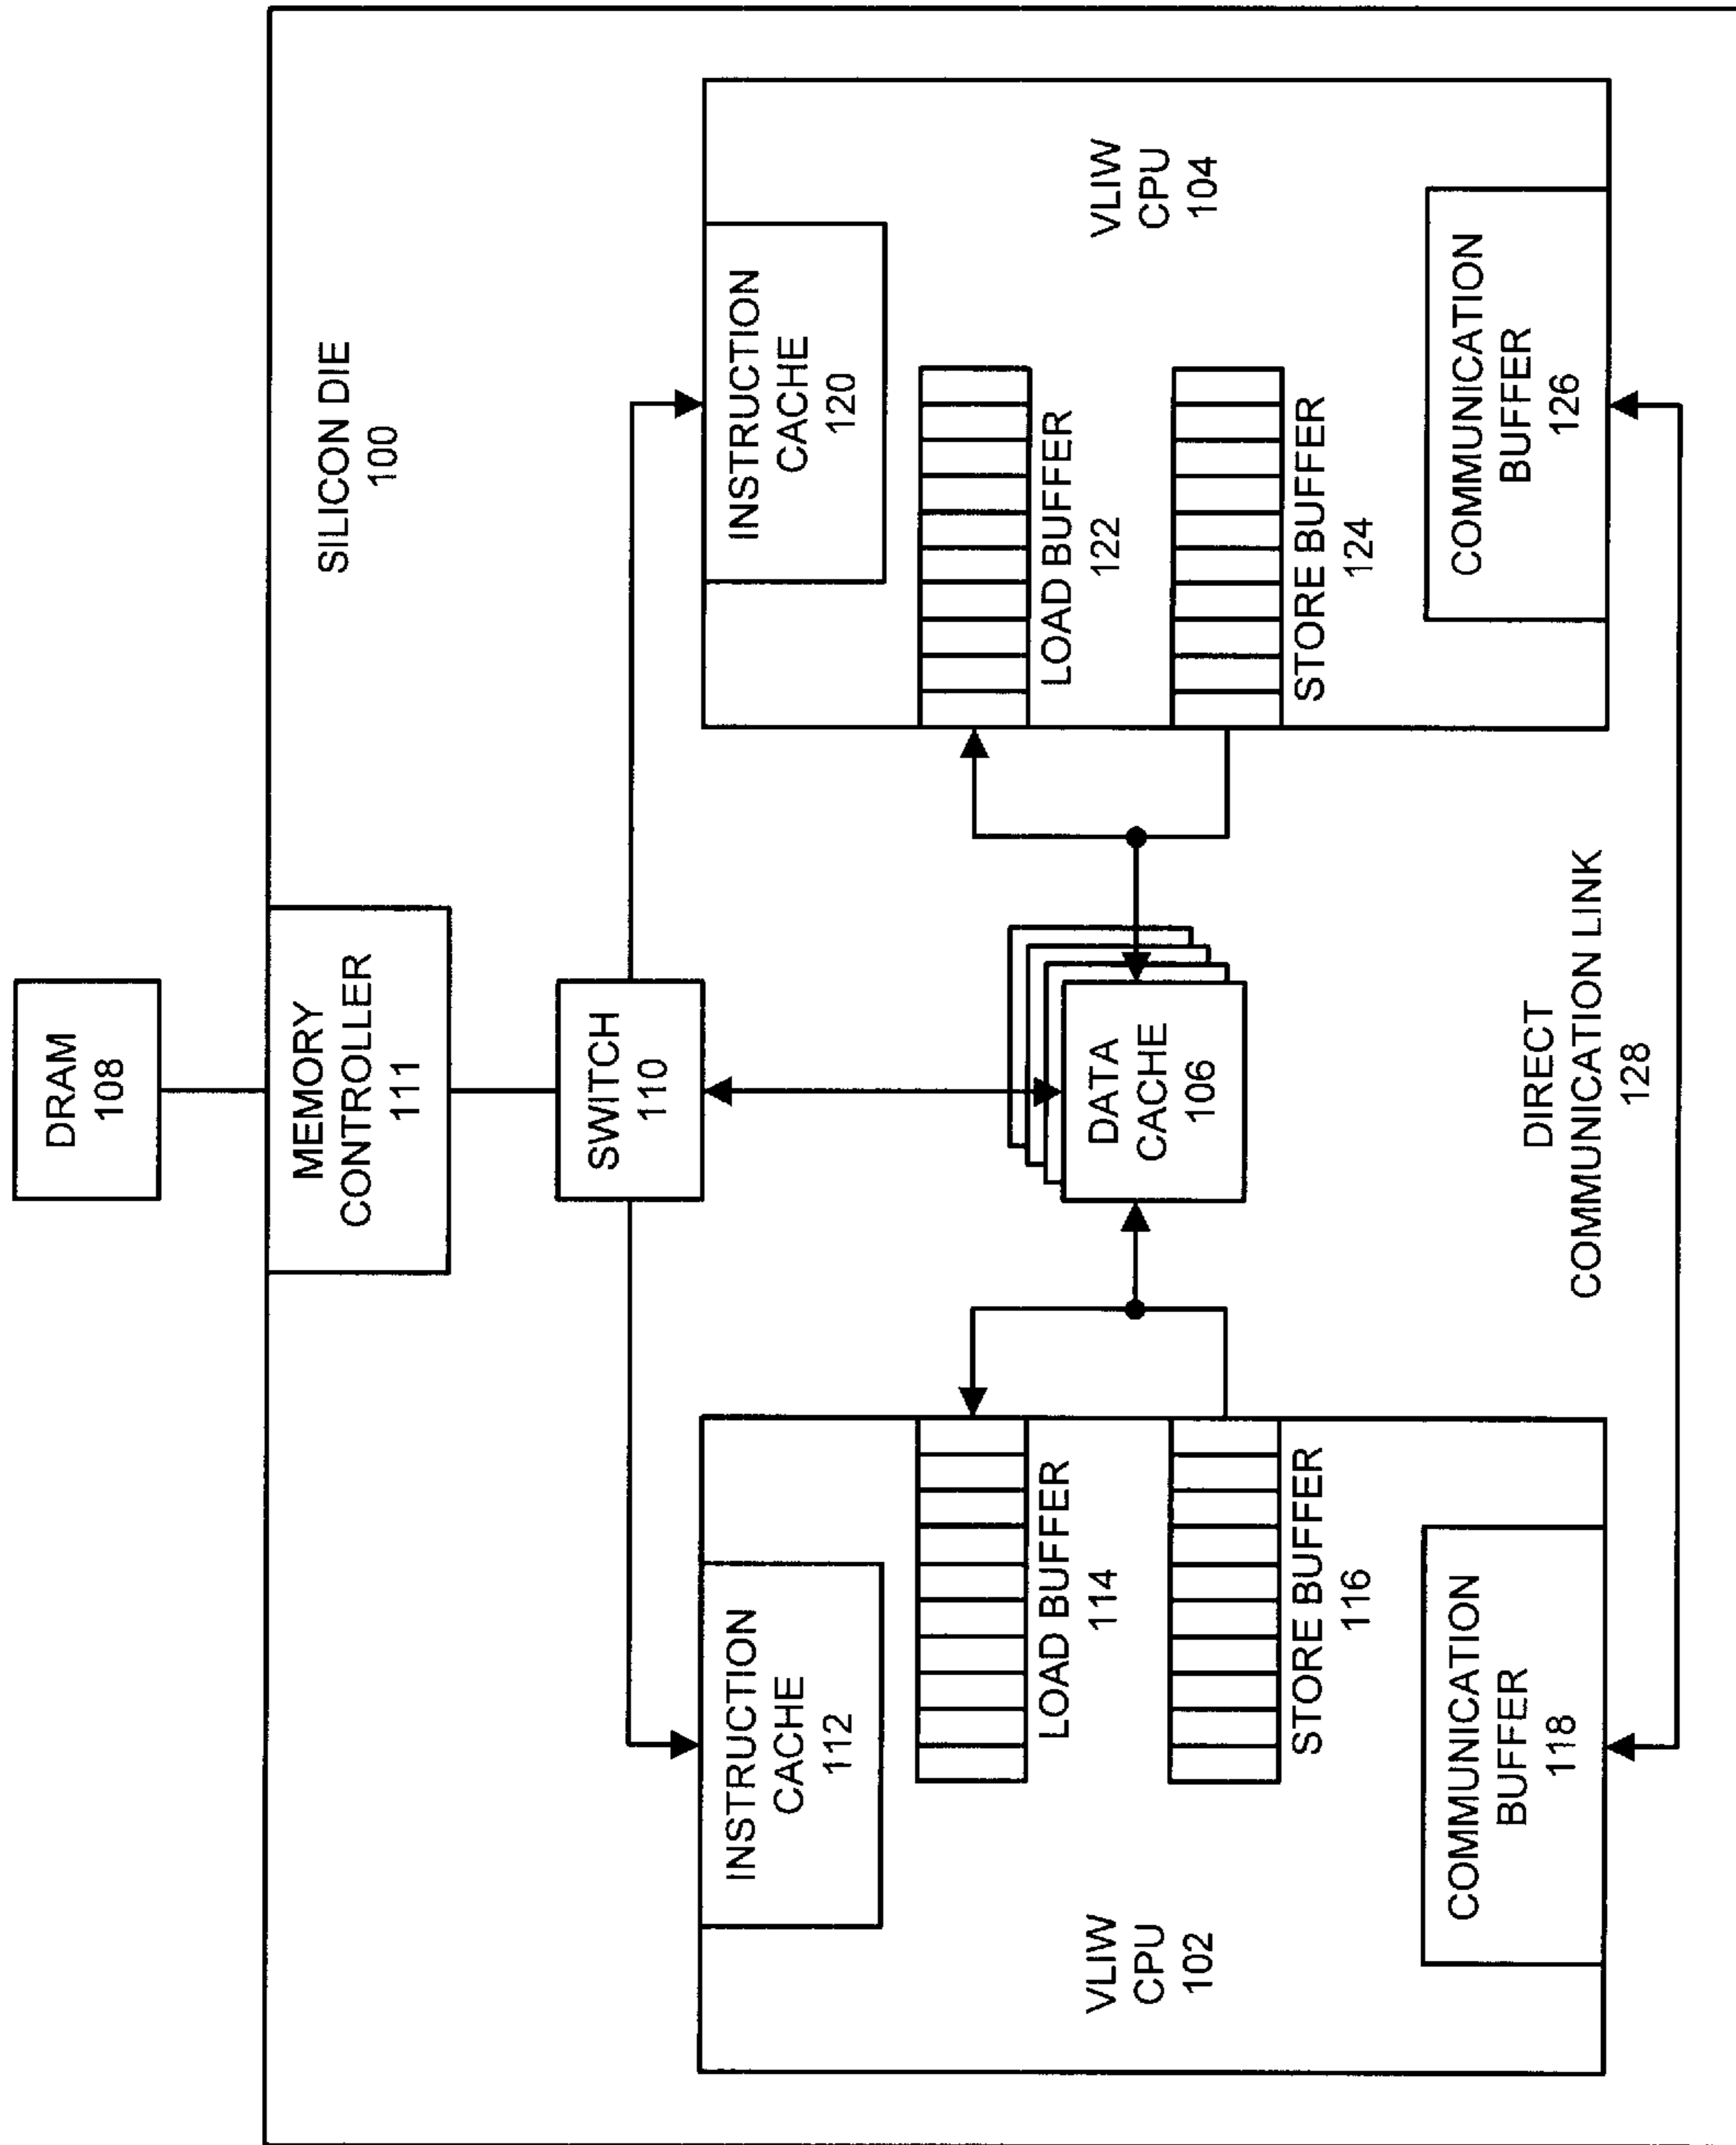 DRAM
108
SILICON DIE
100
MEMORY
CONTROLLER
111
SWITCH
110
INSTRUCTION
CACHE
112
LOAD BUFFER
114
STORE BUFFER
116
VLIW
CPU
102
COMMUNICATION
BUFFER
118
DATA
CACHE
106
INSTRUCTION
CACHE
120
LOAD BUFFER
122
STORE BUFFER
124
VLIW
CPU
104
COMMUNICATION
BUFFER
126
DIRECT
COMMUNICATION LINK
128